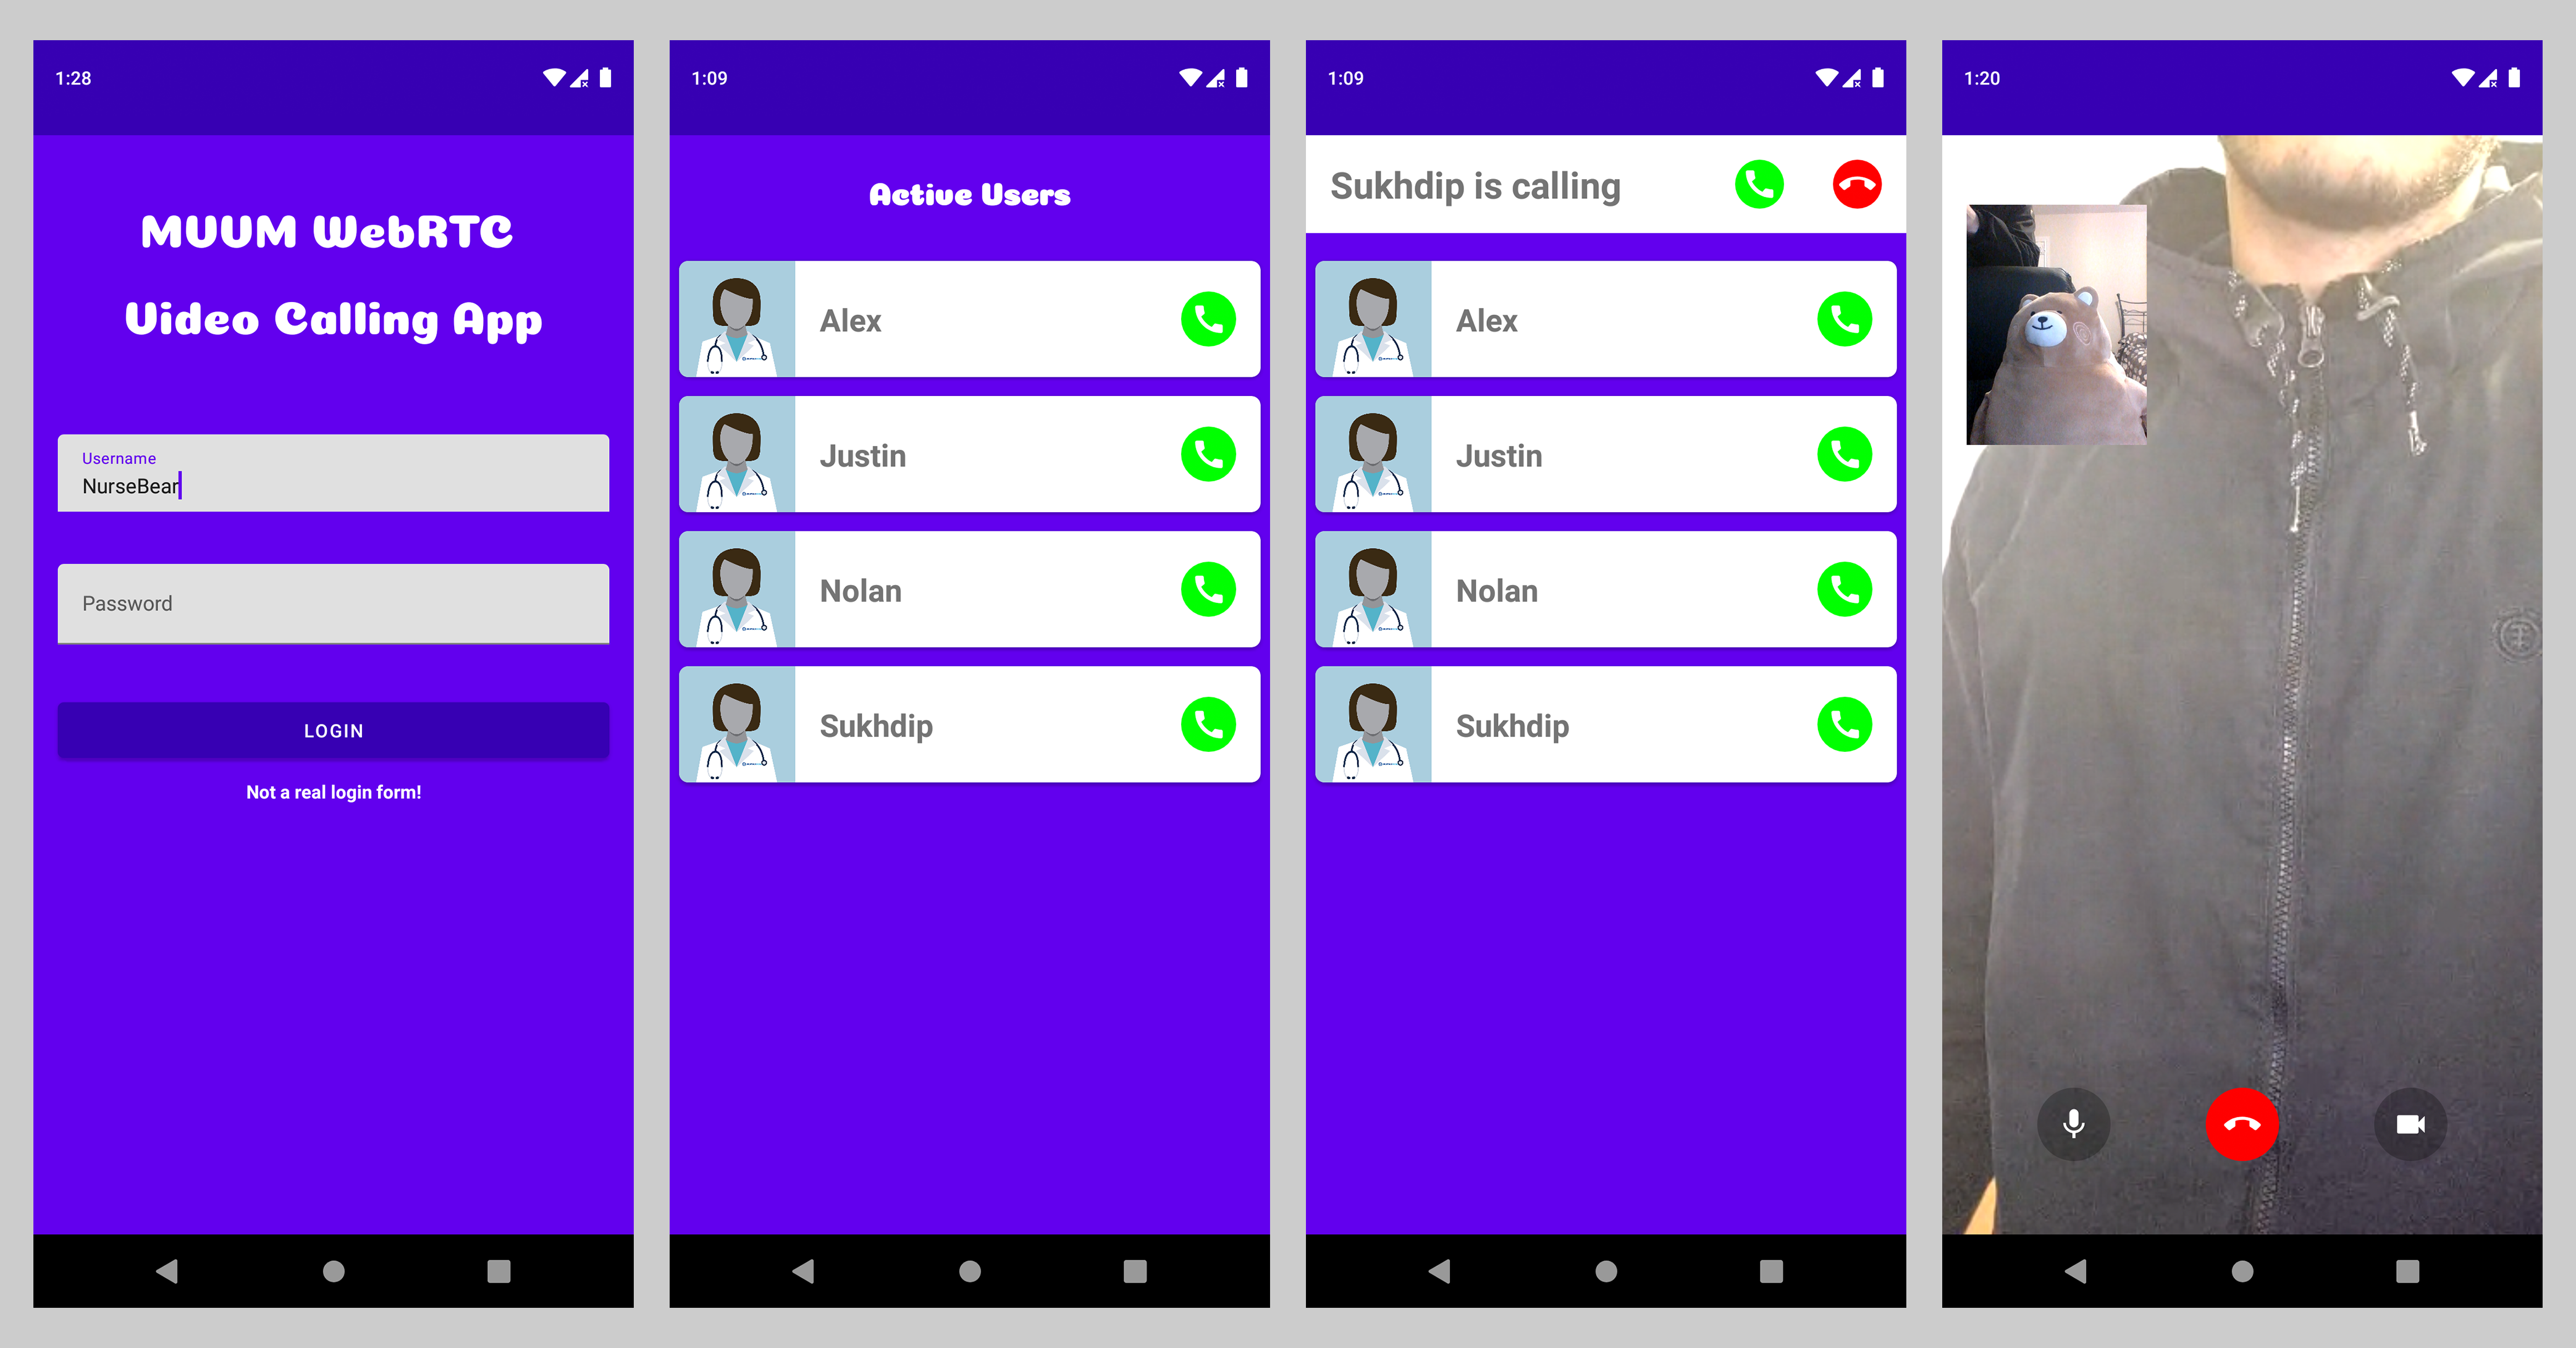 1:28
MUUM WebRTC
Video Calling App
Username
NurseBear
Password
LOGIN
Not a real login form!
1:09
Active Users
Alex
Justin
Nolan
Sukhdip
1:09
Sukhdip is calling
Alex
Justin
Nolan
Sukhdip
1:20